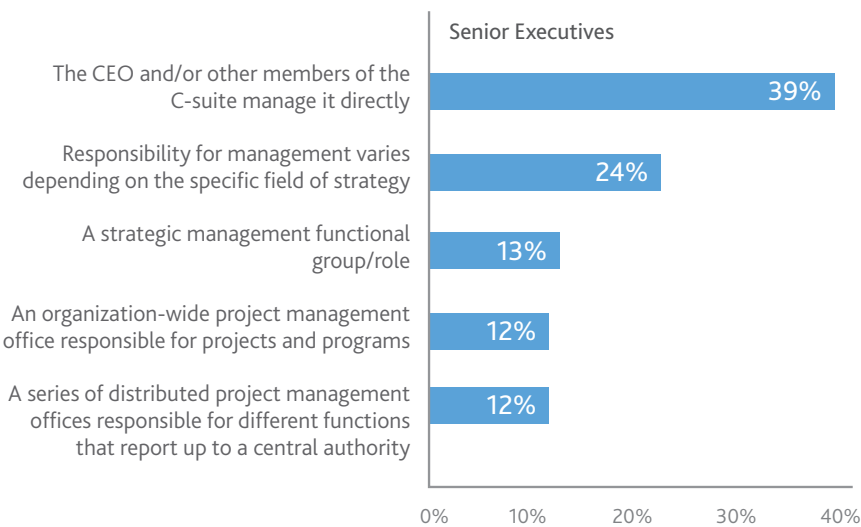 Senior Executives
The CEO and/or other members of the
C-suite manage it directly
39%
Responsibility for management varies
depending on the specific field of strategy
24%
A strategic management functional
group/role
13%
An organization-wide project management
office responsible for projects and programs
12%
A series of distributed project management
offices responsible for different functions
that report up to a central authority
12%
0% 10% 20% 30% 40%